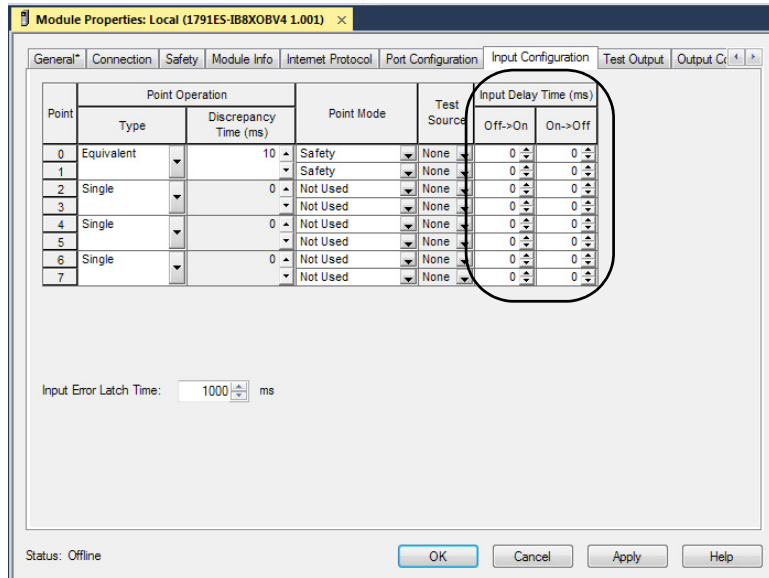 Module Properties: Local (1791ES-IB8XOBV4 1.001) ×
General* Connection Safety Module Info Internet Protocol Port Configuration Input Configuration Test Output Output Co
Point Point Operation Point Mode Test Source Input Delay Time (ms)
Type Discrepancy Time (ms) Off->On On->Off
0 Equivalent 10 Safety None 0 0
1 Safety None 0 0
2 Single 0 Not Used None 0 0
3 Not Used None 0 0
4 Single 0 Not Used None 0 0
5 Not Used None 0 0
6 Single 0 Not Used None 0 0
7 Not Used None 0 0
Input Error Latch Time: 1000 ms
Status: Offline OK Cancel Apply Help